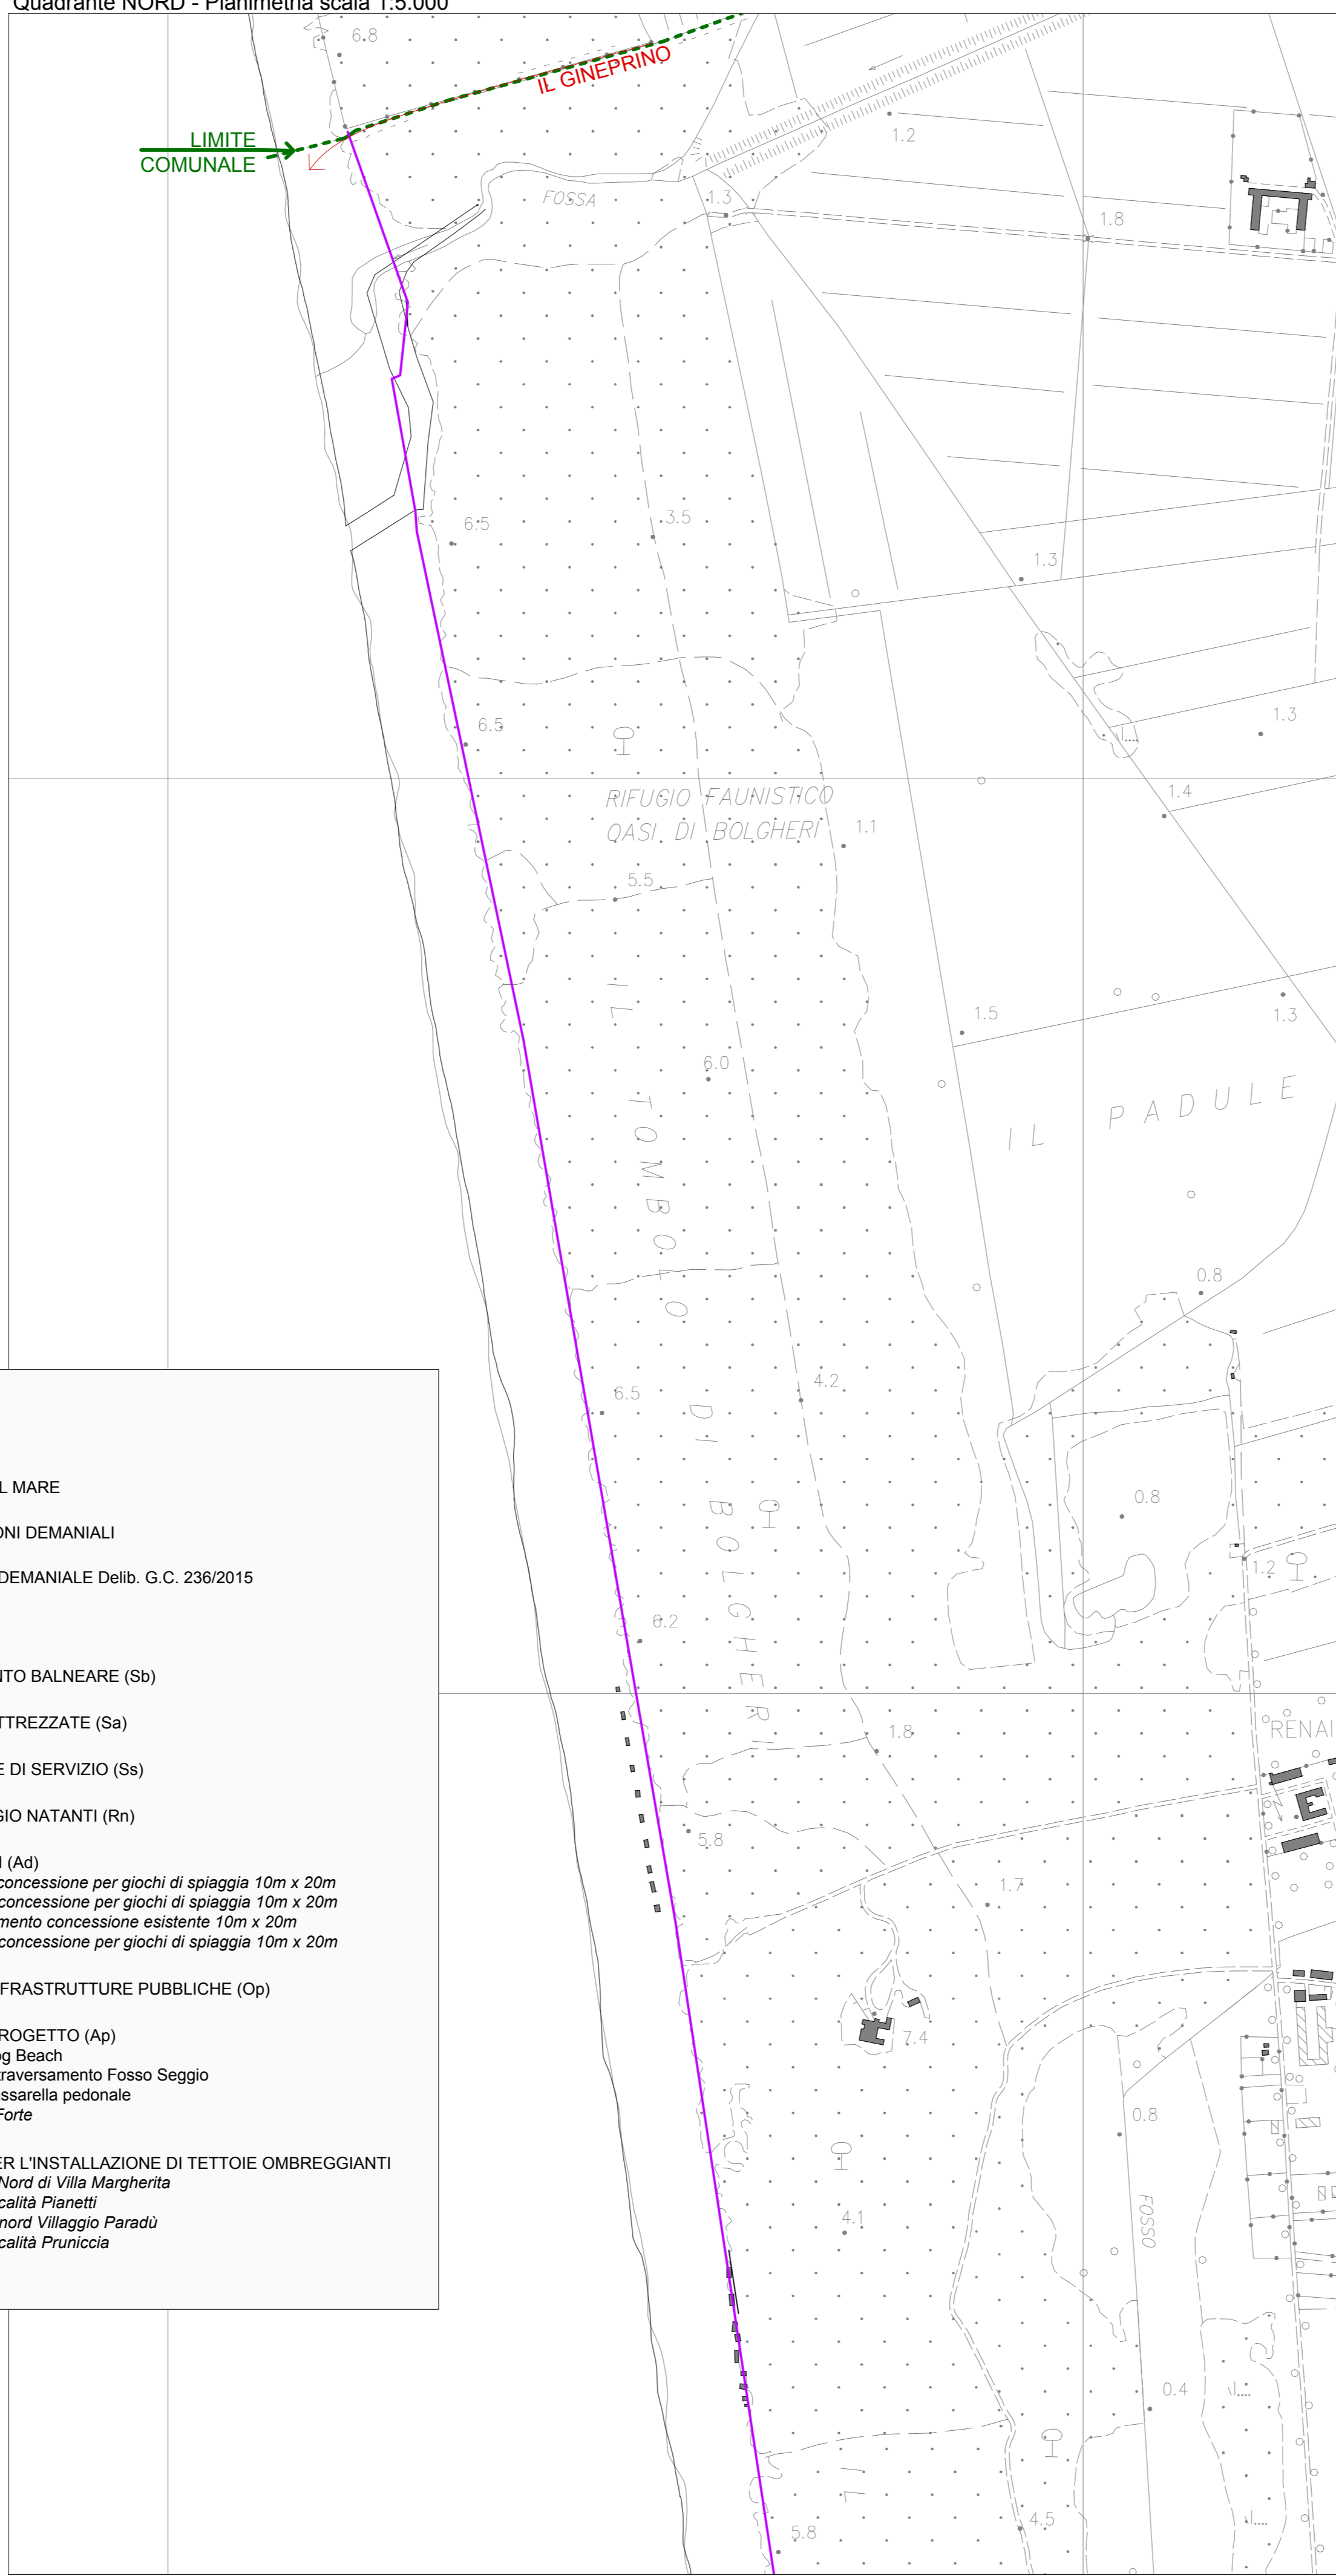 Quadrante NORD - Planimetria scala 1:5.000
6.8
IL GINEPRINO
LIMITE
COMUNALE
1.2
FOSSA
1.3
1.8
6.5
3.5
1.3
6.5
1.3
RIFUGIO FAUNISTICO
OASI DI BOLGHERI
1.4
1.1
5.5
1.5
1.3
6.0
IL PADULE
IL TOMBOLO DI BOLGHERI
0.8
6.5
4.2
0.8
1.2
6.2
RENAI
1.8
5.8
1.7
7.4
0.8
FOSSO
4.1
0.4
IL
4.5
5.8
L MARE
ONI DEMANIALI
DEMANIALE Delib. G.C. 236/2015
NTO BALNEARE (Sb)
TTREZZATE (Sa)
E DI SERVIZIO (Ss)
GIO NATANTI (Rn)
I (Ad)
concessione per giochi di spiaggia 10m x 20m
concessione per giochi di spiaggia 10m x 20m
mento concessione esistente 10m x 20m
concessione per giochi di spiaggia 10m x 20m
FRASTRUTTURE PUBBLICHE (Op)
ROGETTO (Ap)
og Beach
traversamento Fosso Seggio
ssarella pedonale
Forte
ER L'INSTALLAZIONE DI TETTOIE OMBREGGIANTI
Nord di Villa Margherita
calità Pianetti
nord Villaggio Paradù
calità Pruniccia